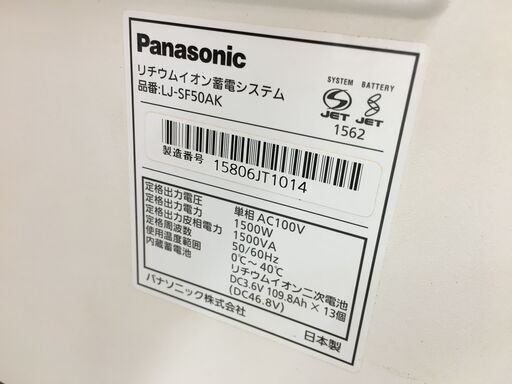 Panasonic
リチウムイオン蓄電システム
品番:LJ-SF50AK
SYSTEM BATTERY
JET JET
1562
製造番号 15806JT1014
定格出力電圧 単相 AC100V
定格出力電力 1500W
定格出力皮相電力 1500VA
定格周波数 50/60Hz
使用温度範囲 0℃～40℃
内蔵蓄電池 リチウムイオン二次電池
DC3.6V 109.8Ah × 13個
(DC46.8V)
パナソニック株式会社
日本製